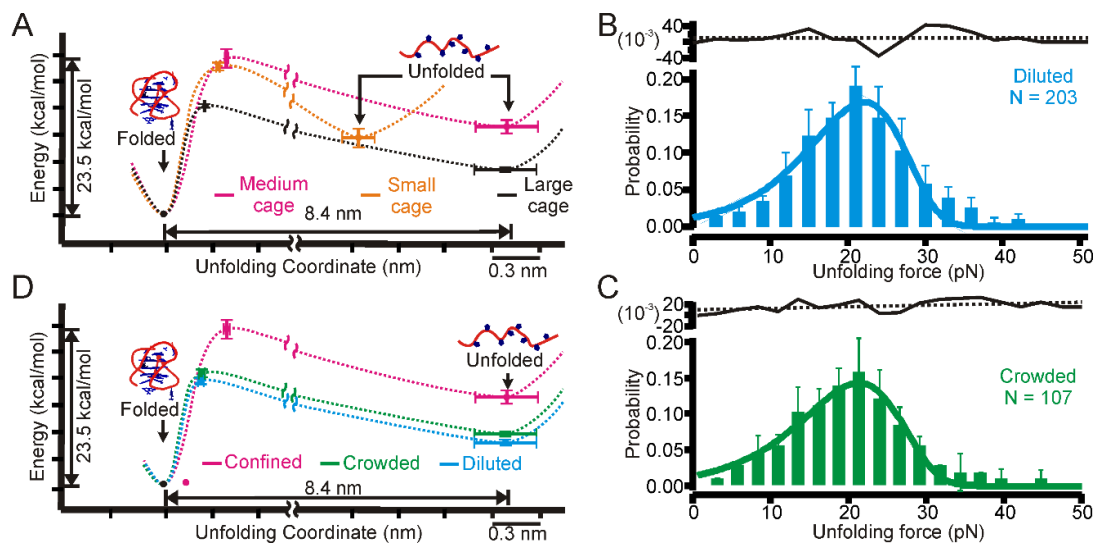 A
Energy (kcal/mol)
23.5 kcal/mol
Folded
Unfolded
Medium cage
Small cage
Large cage
8.4 nm
Unfolding Coordinate (nm)
0.3 nm
B
(10-3)
40
-40
Diluted
N = 203
Probability
0.20
0.15
0.10
0.05
0.00
0 10 20 30 40 50
Unfolding force (pN)
D
Energy (kcal/mol)
23.5 kcal/mol
Folded
Unfolded
Confined
Crowded
Diluted
8.4 nm
Unfolding Coordinate (nm)
0.3 nm
C
(10-3)
20
-20
Crowded
N = 107
Probability
0.20
0.15
0.10
0.05
0.00
0 10 20 30 40 50
Unfolding force (pN)